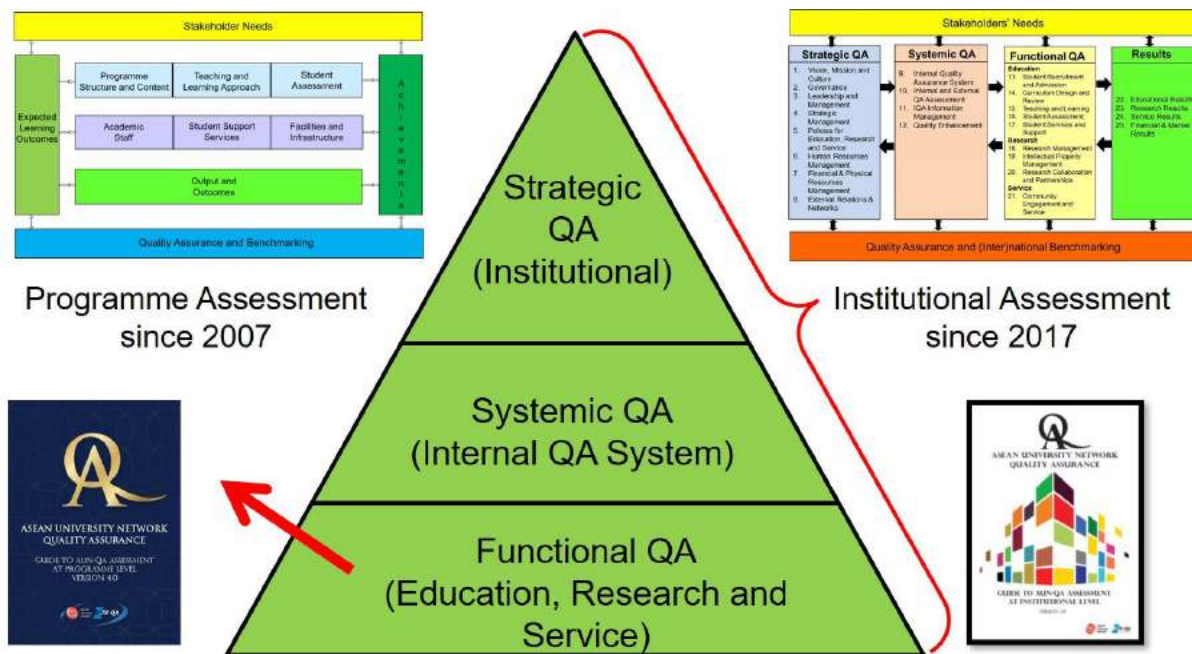 Stakeholder Needs
Expected
Learning
Outcomes
Programme
Structure and Content
Teaching and
Learning Approach
Student
Assessment
Academic
Staff
Student Support
Services
Facilities and
Infrastructure
Output and
Outcomes
Achievements
Quality Assurance and Benchmarking
Programme Assessment
since 2007
ASEAN UNIVERSITY NETWORK
QUALITY ASSURANCE
GUIDE TO AUN-QA ASSESSMENT
AT PROGRAMME LEVEL
VERSION 4.0
Strategic
QA
(Institutional)
Systemic QA
(Internal QA System)
Functional QA
(Education, Research and
Service)
Stakeholders' Needs
Strategic QA
1. Vision, Mission and
Culture
2. Governance
3. Leadership and
Management
4. Strategic
Management
5. Policies for
Education, Research
and Service
6. Human Resources
Management
7. Financial & Physical
Resources
Management
8. External Relations &
Networks
Systemic QA
9. Internal Quality
Assurance System
10. Internal and External
QA Assessment
11. IQA Information
Management
12. Quality Enhancement
Functional QA
Education
13. Student Recruitment
and Admission
14. Curriculum Design and
Review
15. Teaching and Learning
16. Student Assessment
17. Student Services and
Support
Research
18. Research Management
19. Intellectual Property
Management
20. Research Collaboration
and Partnerships
Service
21. Community
Engagement and
Service
Results
22. Educational Results
23. Research Results
24. Service Results
25. Financial & Market
Results
Quality Assurance and (Inter)national Benchmarking
Institutional Assessment
since 2017
ASEAN UNIVERSITY NETWORK
QUALITY ASSURANCE
GUIDE TO AUN-QA ASSESSMENT
AT INSTITUTIONAL LEVEL